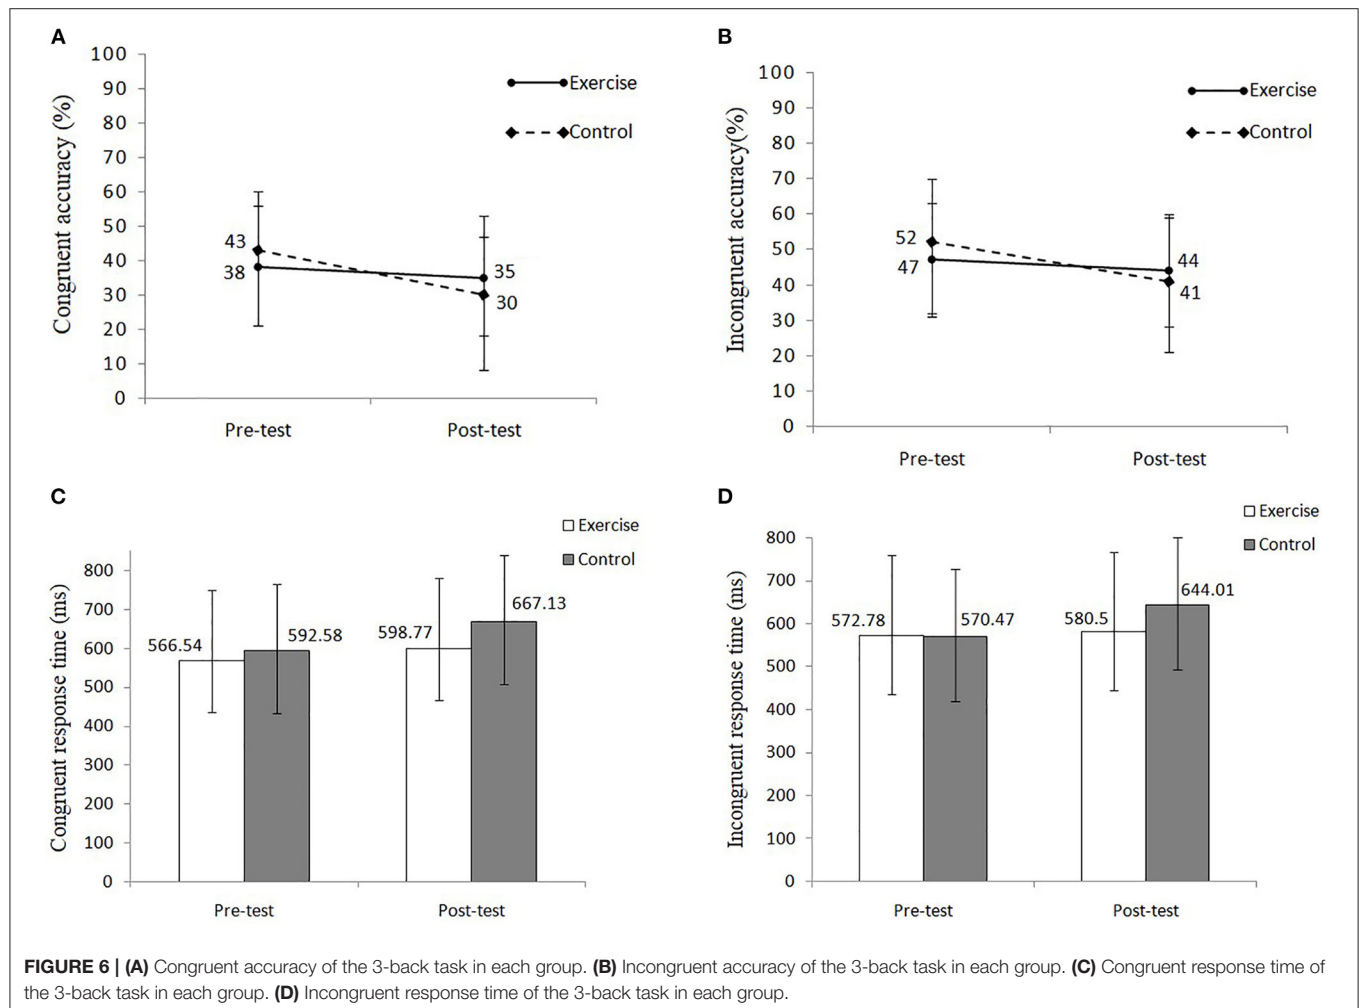 A
100
90
80
70
60
50
40
30
20
10
0
Congruent accuracy (%)
Exercise
Control
43
38
35
30
Pre-test
Post-test
B
100
90
80
70
60
50
40
30
20
10
0
Incongruent accuracy(%)
Exercise
Control
52
47
44
41
Pre-test
Post-test
C
800
700
600
500
400
300
200
100
0
Congruent response time (ms)
Exercise
Control
566.54
592.58
598.77
667.13
Pre-test
Post-test
D
800
700
600
500
400
300
200
100
0
Incongruent response time (ms)
Exercise
Control
572.78
570.47
580.5
644.01
Pre-test
Post-test
FIGURE 6 | (A) Congruent accuracy of the 3-back task in each group. (B) Incongruent accuracy of the 3-back task in each group. (C) Congruent response time of
the 3-back task in each group. (D) Incongruent response time of the 3-back task in each group.